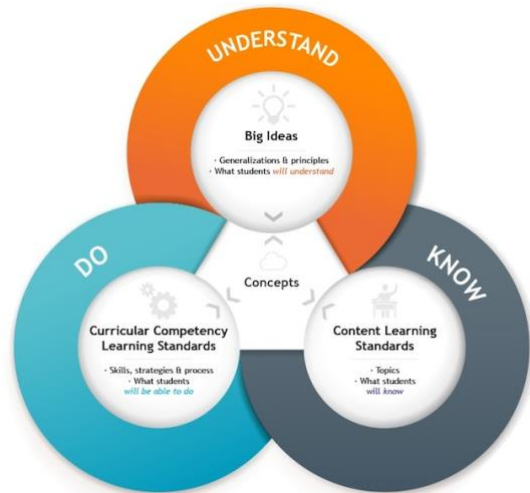 UNDERSTAND
Big Ideas
· Generalizations & principles
· What students will understand
Concepts
DO
Curricular Competency
Learning Standards
· Skills, strategies & process
· What students
will be able to do
KNOW
Content Learning
Standards
· Topics
· What students
will know